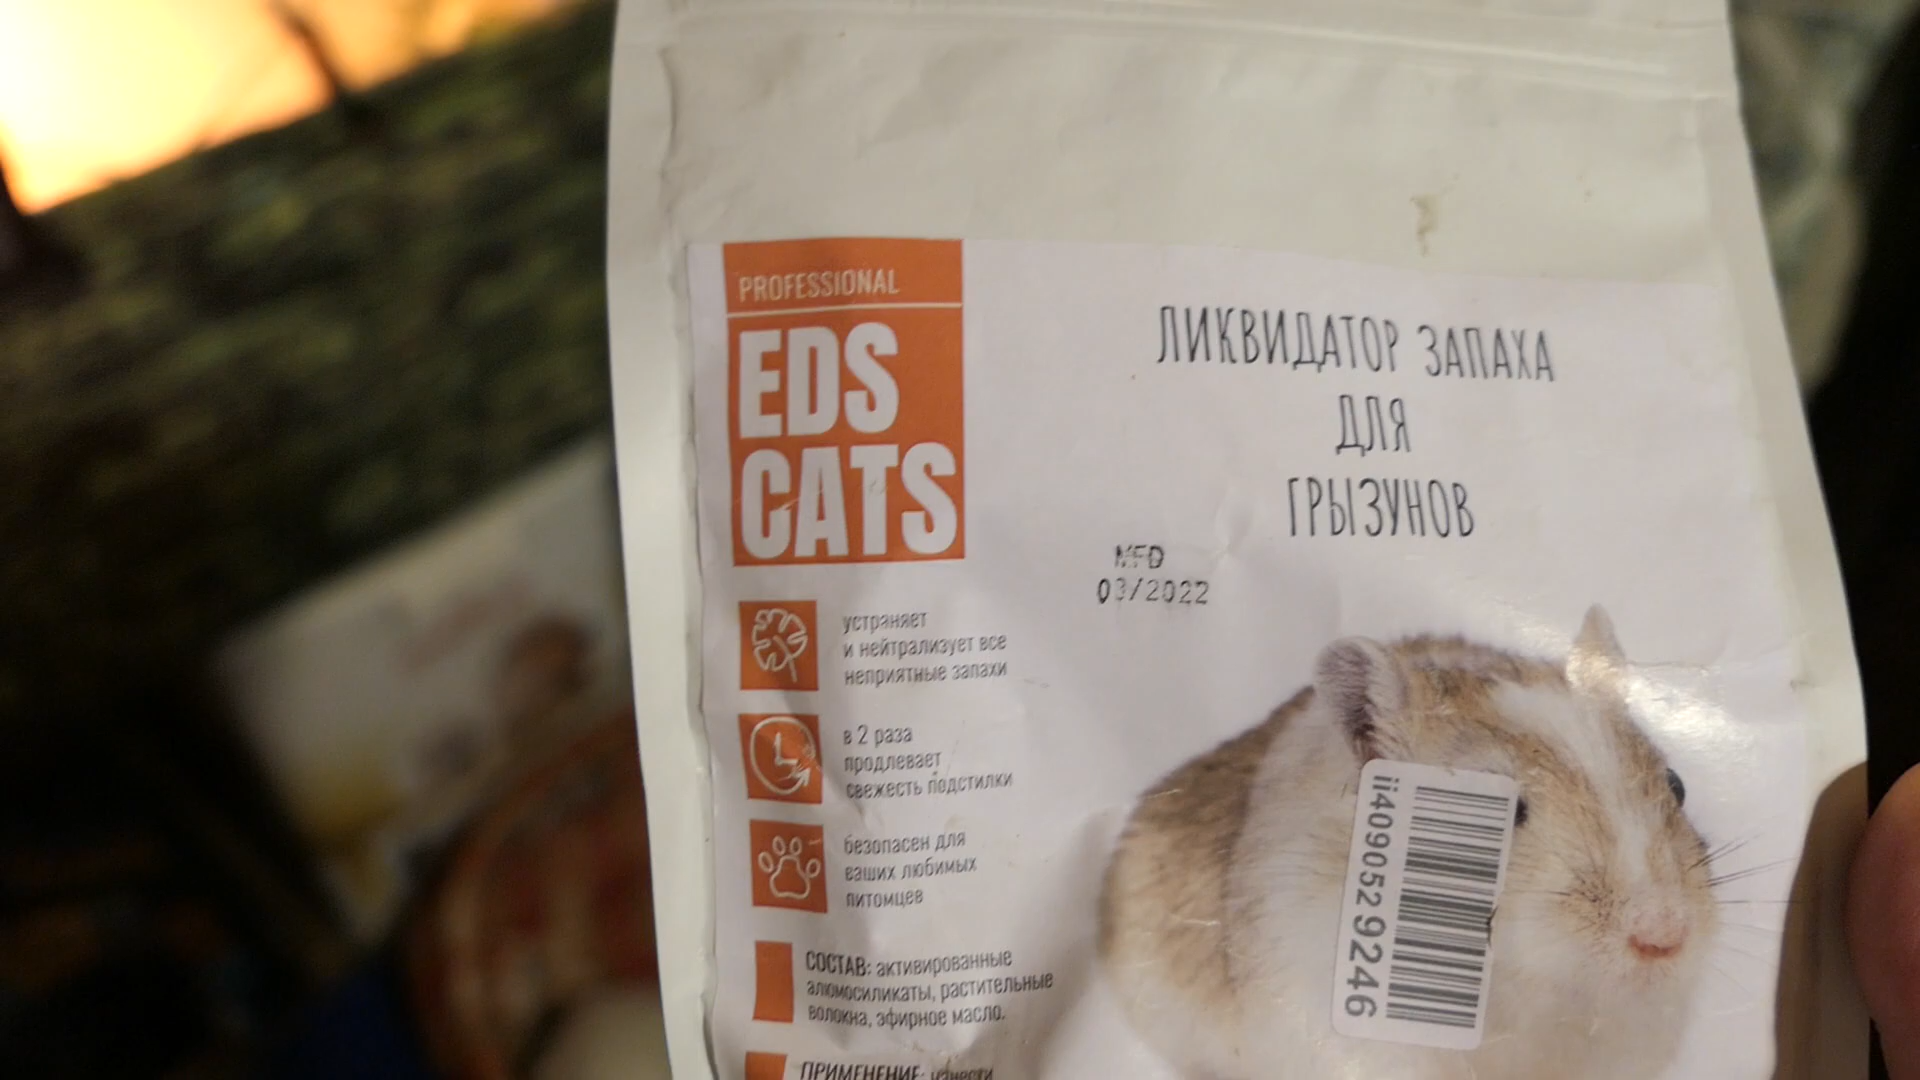 PROFESSIONAL
EDS
CATS
ЛИКВИДАТОР ЗАПАХА
ДЛЯ
ГРЫЗУНОВ
MFD
03/2022
устраняет
и нейтрализует все
неприятные запахи
в 2 раза
продлевает
свежесть подстилки
безопасен для
ваших любимых
питомцев
СОСТАВ: активированные
алюмосиликаты, растительные
волокна, эфирное масло.
ПРИМЕНЕНИЕ: нанести
ii4090529246